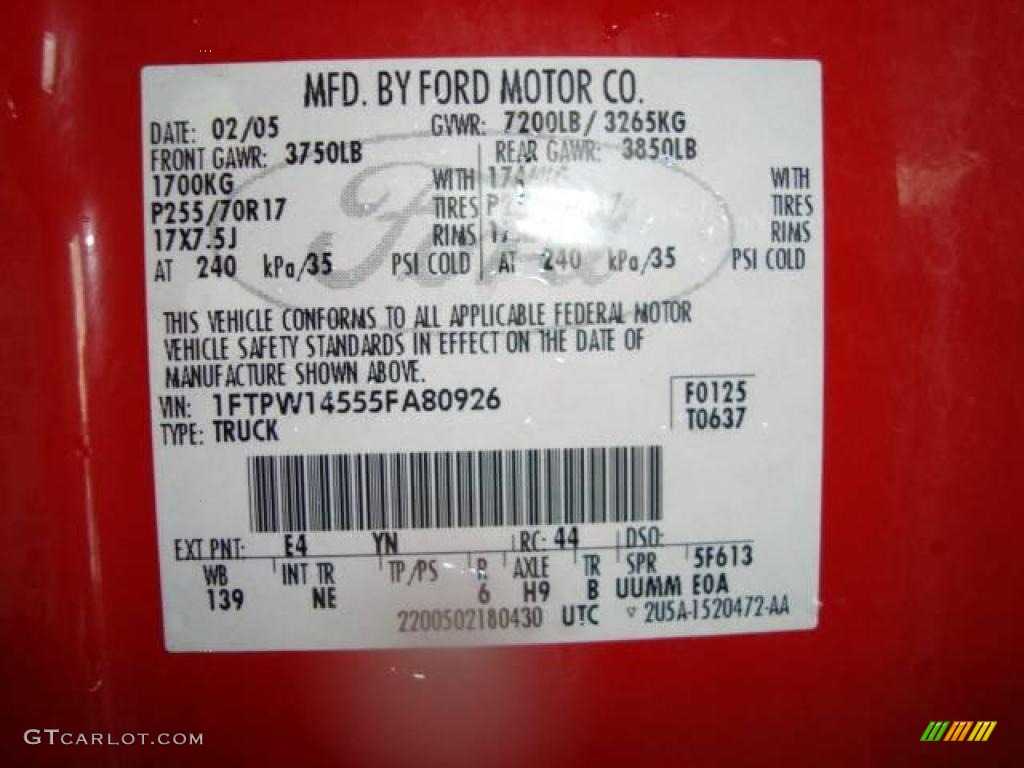 MFD. BY FORD MOTOR CO.
DATE: 02/05 GVWR: 7200LB / 3265KG
FRONT GAWR: 3750LB REAR GAWR: 3850LB
1700KG WITH WITH
P255/70R17 TIRES TIRES
17X7.5J RIMS RIMS
AT 240 kPa/35 PSI COLD AT 240 kPa/35 PSI COLD
Ford
THIS VEHICLE CONFORMS TO ALL APPLICABLE FEDERAL MOTOR
VEHICLE SAFETY STANDARDS IN EFFECT ON THE DATE OF
MANUFACTURE SHOWN ABOVE.
VIN: 1FTPW14555FA80926 F0125
TYPE: TRUCK T0637
EXT PNT: E4 YN RC: 44 DSO:
WB INT TR TP/PS R AXLE TR SPR 5F613
139 NE 6 H9 B UUMM E0A
2200502180430 UTC ▽ 2U5A-1520472-AA
GTCARLOT.COM